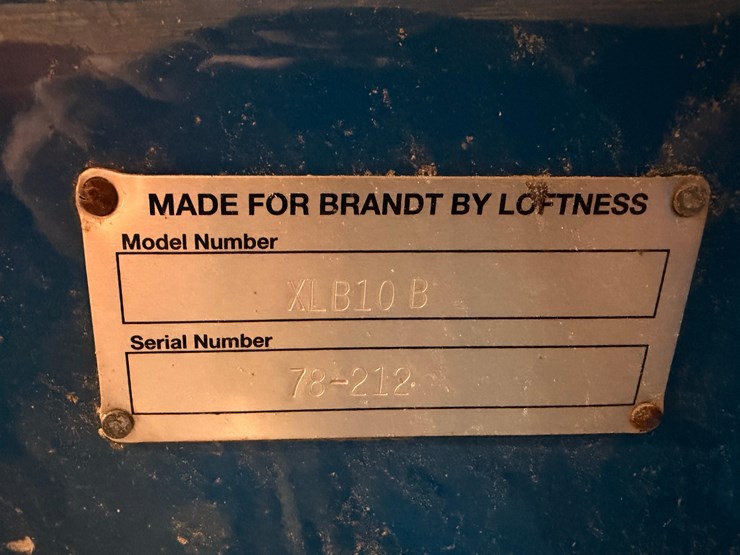 MADE FOR BRANDT BY LOFTNESS
Model Number
XLB10 B
Serial Number
78-212